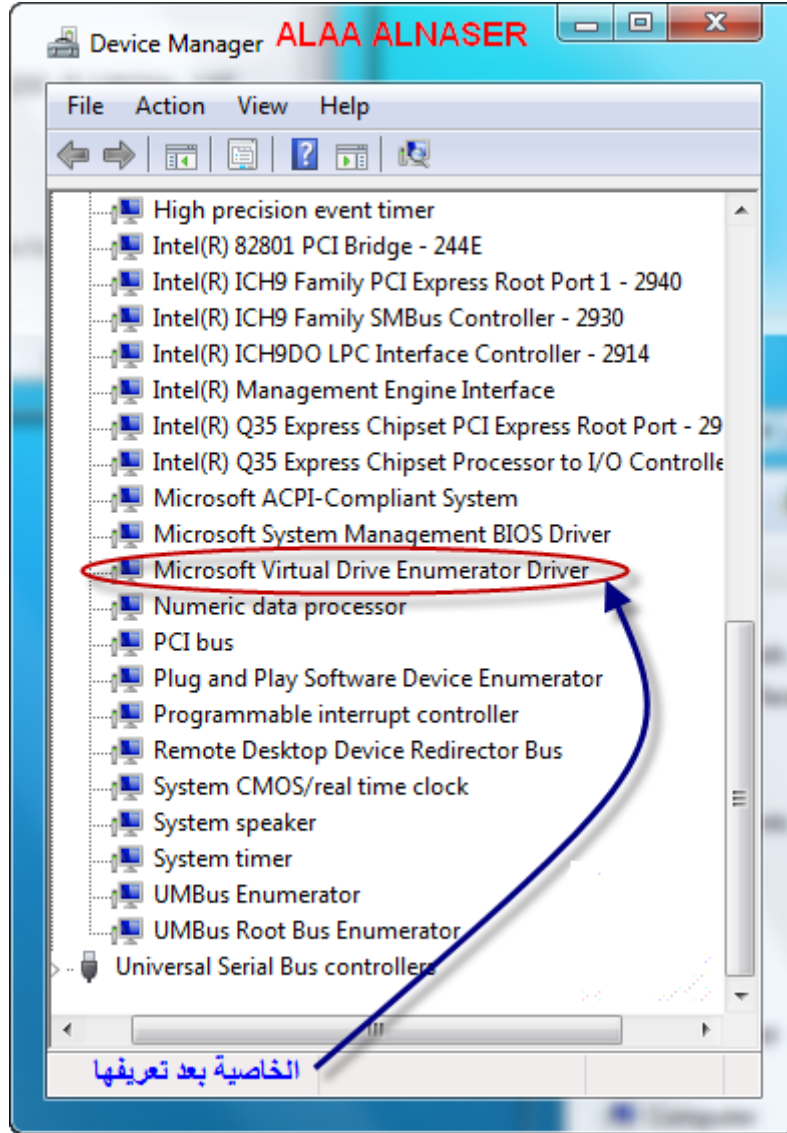 Device Manager ALAA ALNASER
File Action View Help
High precision event timer
Intel(R) 82801 PCI Bridge - 244E
Intel(R) ICH9 Family PCI Express Root Port 1 - 2940
Intel(R) ICH9 Family SMBus Controller - 2930
Intel(R) ICH9DO LPC Interface Controller - 2914
Intel(R) Management Engine Interface
Intel(R) Q35 Express Chipset PCI Express Root Port - 29
Intel(R) Q35 Express Chipset Processor to I/O Controlle
Microsoft ACPI-Compliant System
Microsoft System Management BIOS Driver
Microsoft Virtual Drive Enumerator Driver
Numeric data processor
PCI bus
Plug and Play Software Device Enumerator
Programmable interrupt controller
Remote Desktop Device Redirector Bus
System CMOS/real time clock
System speaker
System timer
UMBus Enumerator
UMBus Root Bus Enumerator
Universal Serial Bus controllers
الخاصية بعد تعريفها
Computer